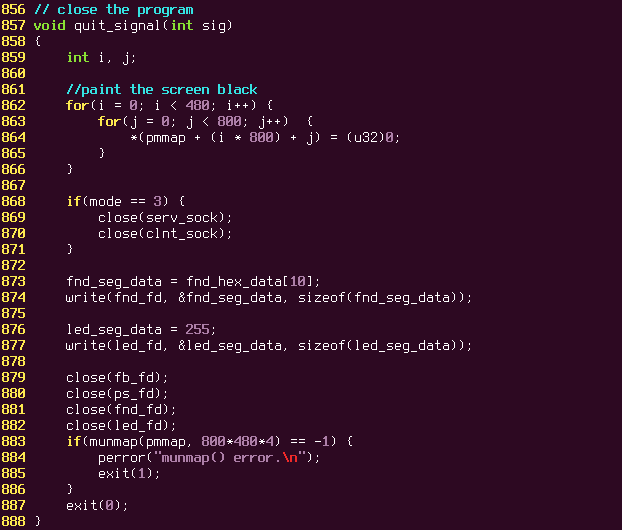 856 // close the program
857 void quit_signal(int sig)
858 {
859     int i, j;
860
861     //paint the screen black
862     for(i = 0; i < 480; i++) {
863         for(j = 0; j < 800; j++)  {
864             *(pmmap + (i * 800) + j) = (u32)0;
865         }
866     }
867
868     if(mode == 3) {
869         close(serv_sock);
870         close(clnt_sock);
871     }
872
873     fnd_seg_data = fnd_hex_data[10];
874     write(fnd_fd, &fnd_seg_data, sizeof(fnd_seg_data));
875
876     led_seg_data = 255;
877     write(led_fd, &led_seg_data, sizeof(led_seg_data));
878
879     close(fb_fd);
880     close(ps_fd);
881     close(fnd_fd);
882     close(led_fd);
883     if(munmap(pmmap, 800*480*4) == -1) {
884         perror("munmap() error.\n");
885         exit(1);
886     }
887     exit(0);
888 }